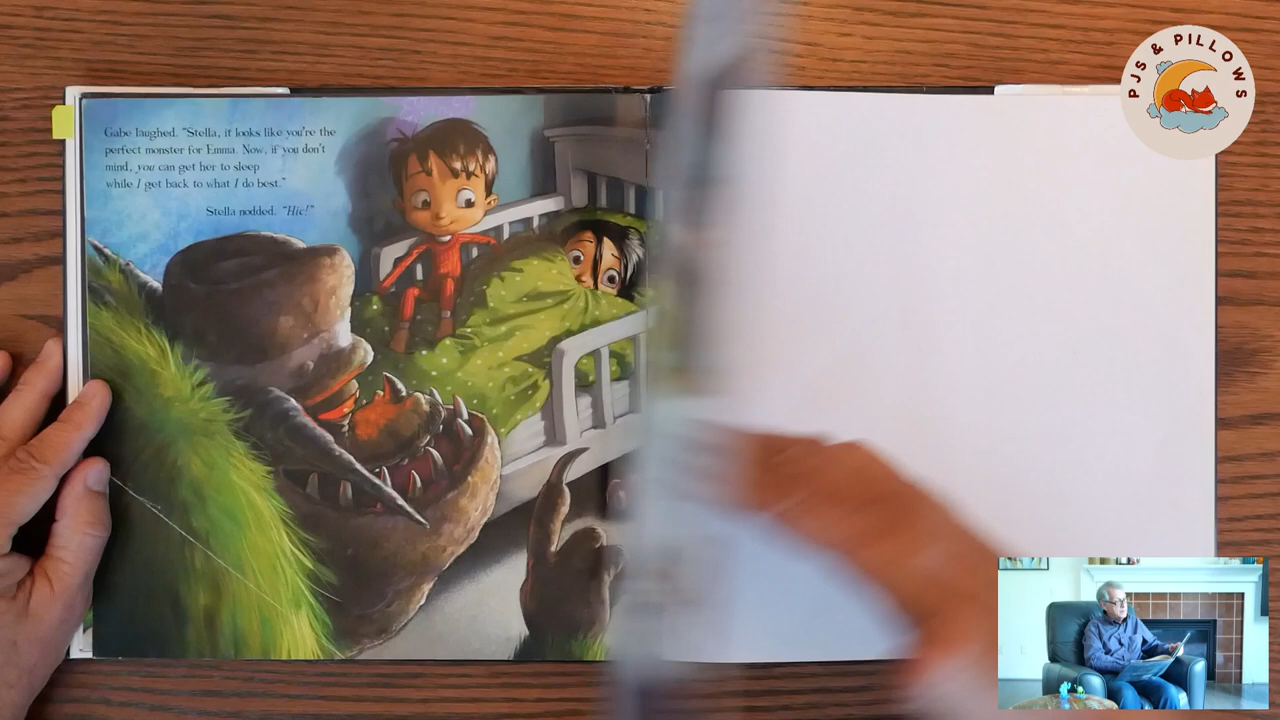 Gabe laughed. "Stella, it looks like you're the
perfect monster for Emma. Now, if you don't
mind, you can get her to sleep
while I get back to what I do best."
Stella nodded. "Hic!"
PJS & PILLOWS